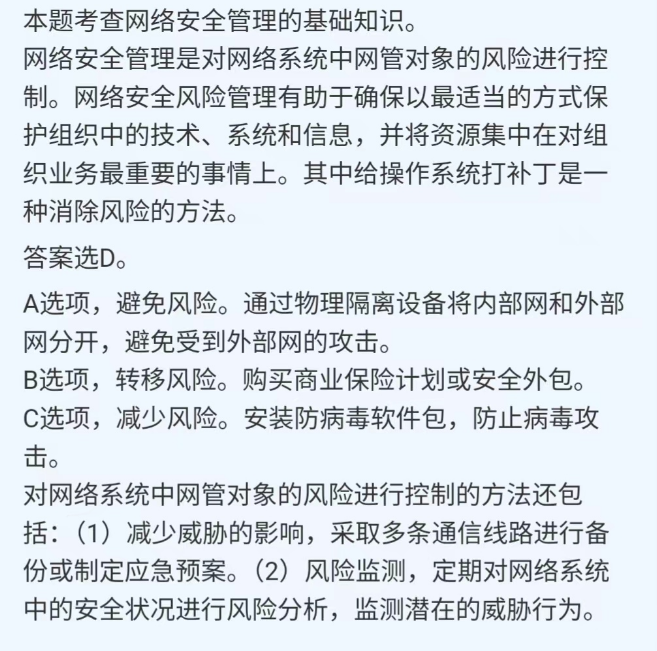 本题考查网络安全管理的基础知识。
网络安全管理是对网络系统中网管对象的风险进行控
制。网络安全风险管理有助于确保以最适当的方式保
护组织中的技术、系统和信息，并将资源集中在对组
织业务最重要的事情上。其中给操作系统打补丁是一
种消除风险的方法。
答案选D。
A选项，避免风险。通过物理隔离设备将内部网和外部
网分开，避免受到外部网的攻击。
B选项，转移风险。购买商业保险计划或安全外包。
C选项，减少风险。安装防病毒软件包，防止病毒攻
击。
对网络系统中网管对象的风险进行控制的方法还包
括：（1）减少威胁的影响，采取多条通信线路进行备
份或制定应急预案。（2）风险监测，定期对网络系统
中的安全状况进行风险分析，监测潜在的威胁行为。